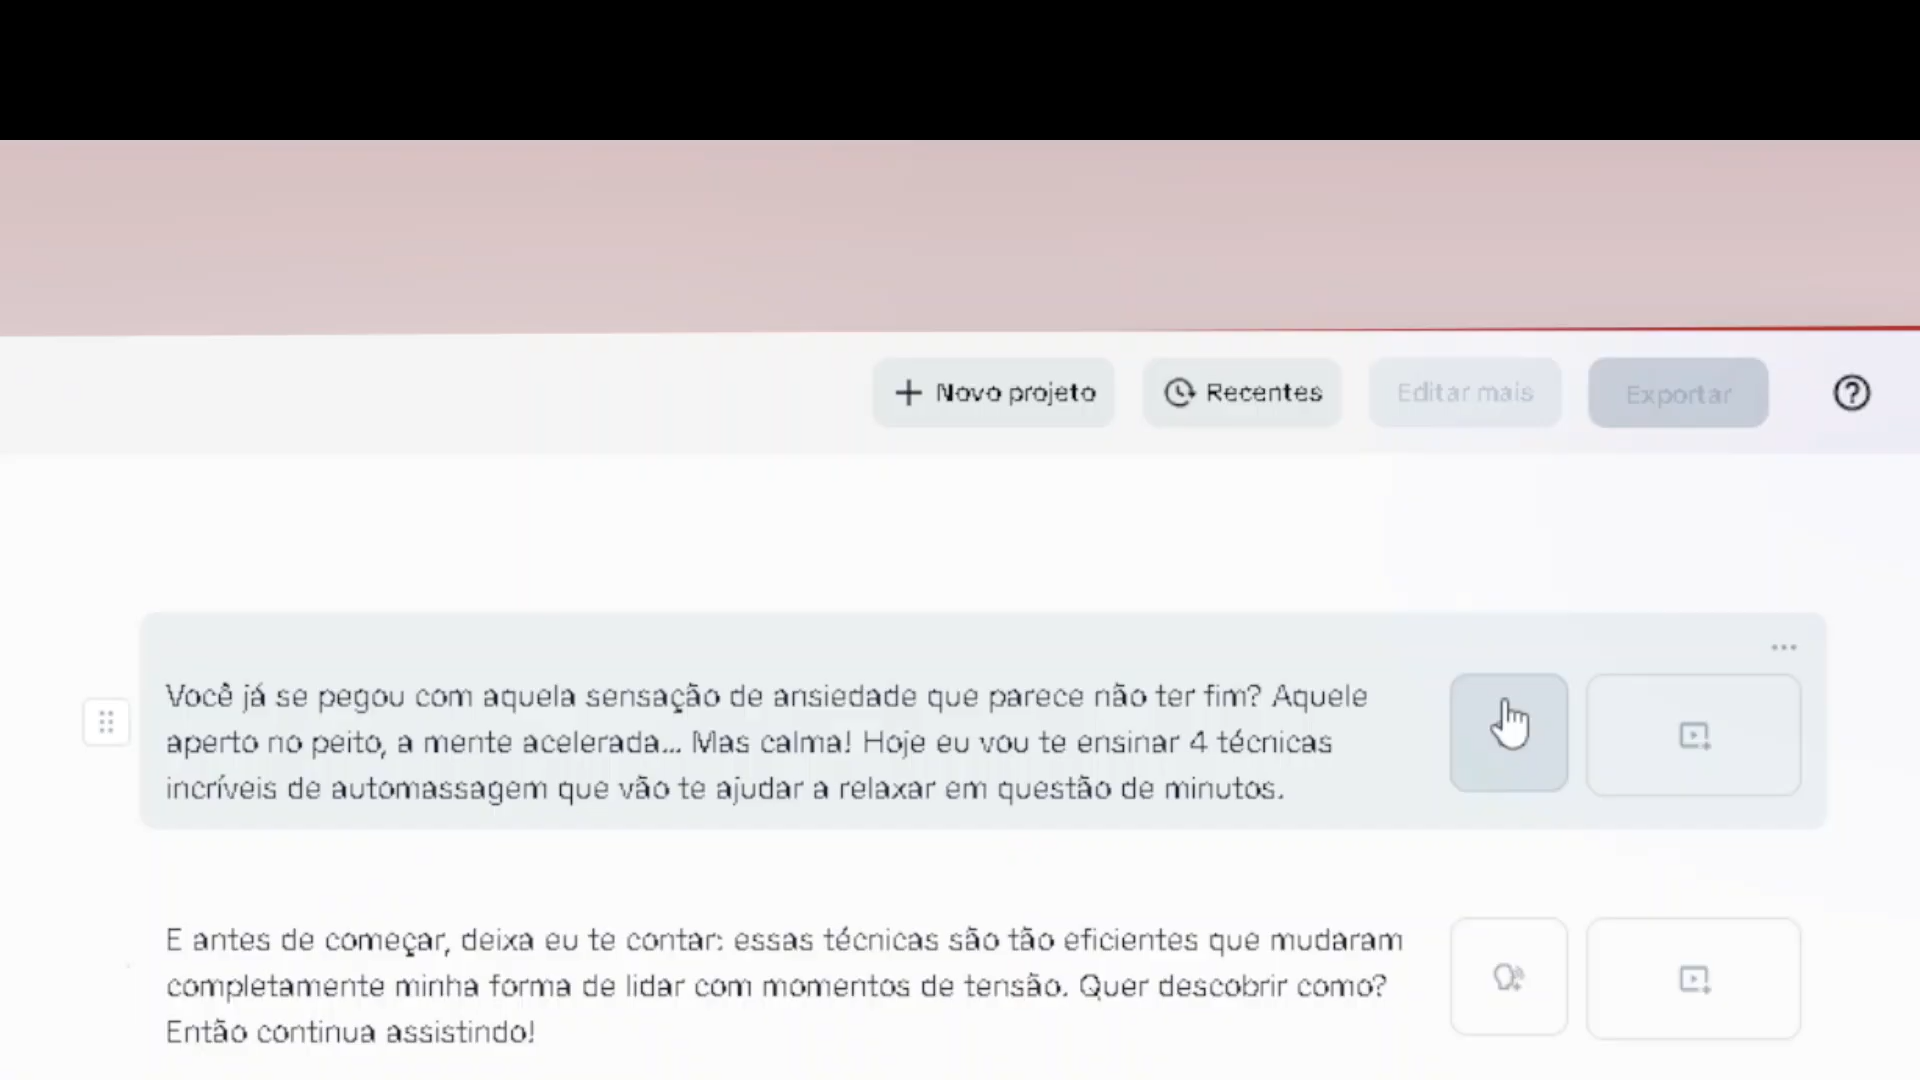 Novo projeto
Recentes
Editar mais
Exportar
Você já se pegou com aquela sensação de ansiedade que parece não ter fim? Aquele
aperto no peito, a mente acelerada... Mas calma! Hoje eu vou te ensinar 4 técnicas
incríveis de automassagem que vão te ajudar a relaxar em questão de minutos.
E antes de começar, deixa eu te contar: essas técnicas são tão eficientes que mudaram
completamente minha forma de lidar com momentos de tensão. Quer descobrir como?
Então continua assistindo!